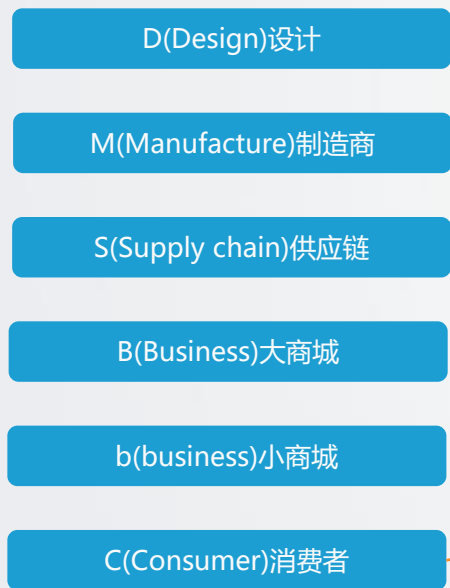 D(Design)设计
M(Manufacture)制造商
S(Supply chain)供应链
B(Business)大商城
b(business)小商城
C(Consumer)消费者